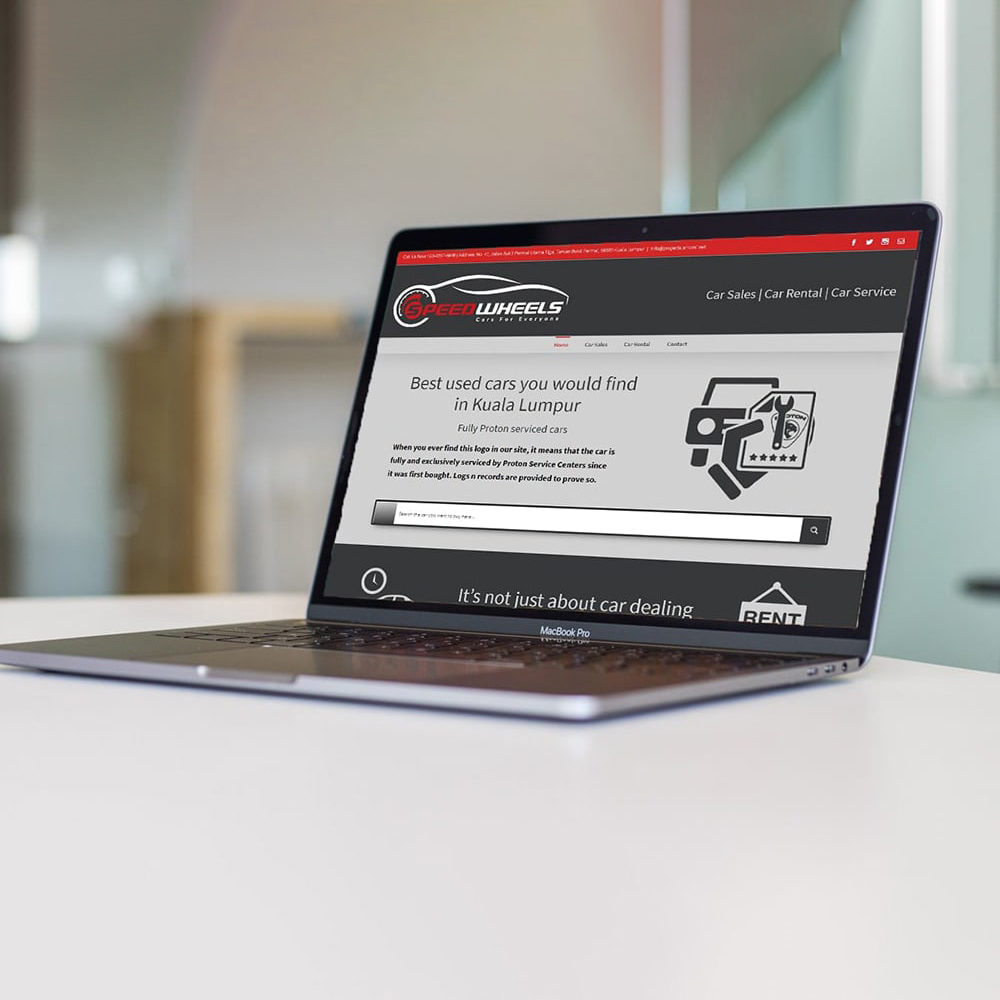 SPEEDWHEELS
Cars For Everyone
Car Sales | Car Rental | Car Service
Home Car Sales Car Rental Contact
Best used cars you would find
in Kuala Lumpur
Fully Proton serviced cars
When you ever find this logo in our site, it means that the car is
fully and exclusively serviced by Proton Service Centers since
it was first bought. Logs n records are provided to prove so.
Search the car you want to buy here...
It's not just about car dealing
RENT
MacBook Pro